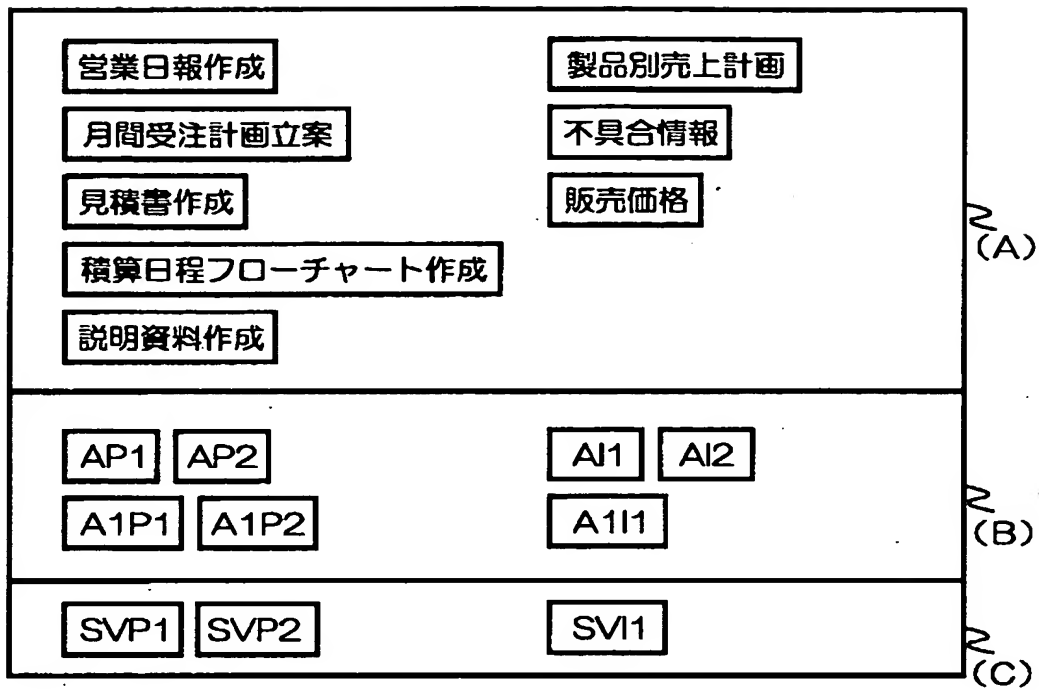 営業日報作成 製品別売上計画
月間受注計画立案 不具合情報
見積書作成 販売価格
(A)
積算日程フローチャート作成
説明資料作成
AP1 AP2 AI1 AI2
A1P1 A1P2 A1I1
(B)
SVP1 SVP2 SVI1
(C)